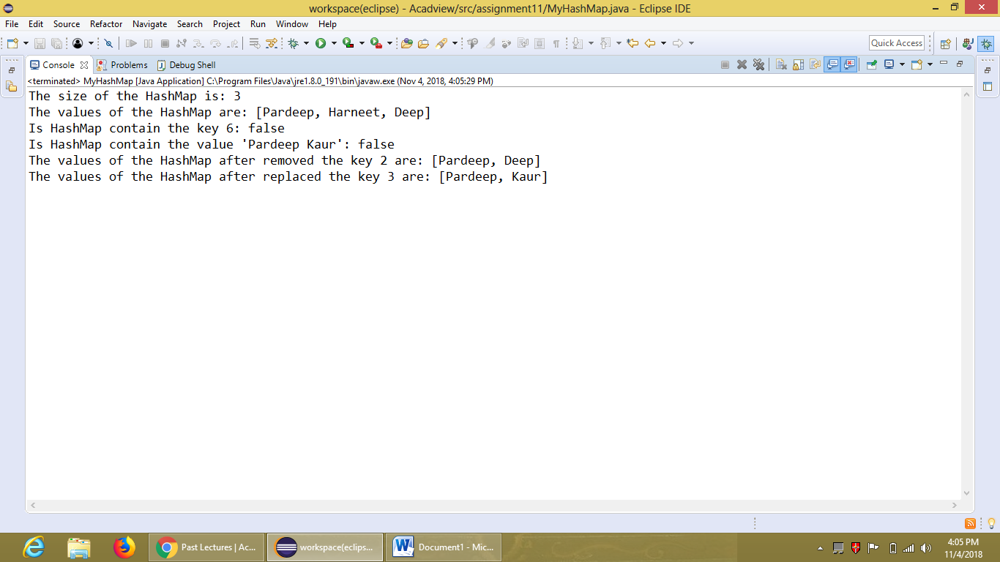 workspace(eclipse) - Acadview/src/assignment11/MyHashMap.java - Eclipse IDE
File Edit Source Refactor Navigate Search Project Run Window Help
Quick Access
Console Problems Debug Shell
<terminated> MyHashMap [Java Application] C:\Program Files\Java\jre1.8.0_191\bin\javaw.exe (Nov 4, 2018, 4:05:29 PM)
The size of the HashMap is: 3
The values of the HashMap are: [Pardeep, Harneet, Deep]
Is HashMap contain the key 6: false
Is HashMap contain the value 'Pardeep Kaur': false
The values of the HashMap after removed the key 2 are: [Pardeep, Deep]
The values of the HashMap after replaced the key 3 are: [Pardeep, Kaur]
Past Lectures | Ac... workspace(eclips... Document1 - Mic...
4:05 PM
11/4/2018